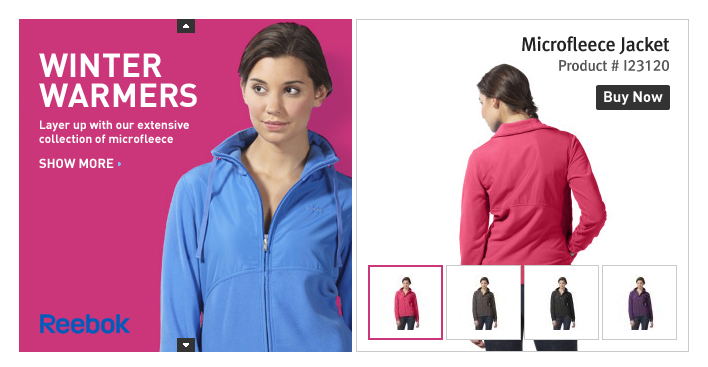 WINTER
WARMERS
Layer up with our extensive
collection of microfleece
SHOW MORE
Reebok
Microfleece Jacket
Product # I23120
Buy Now